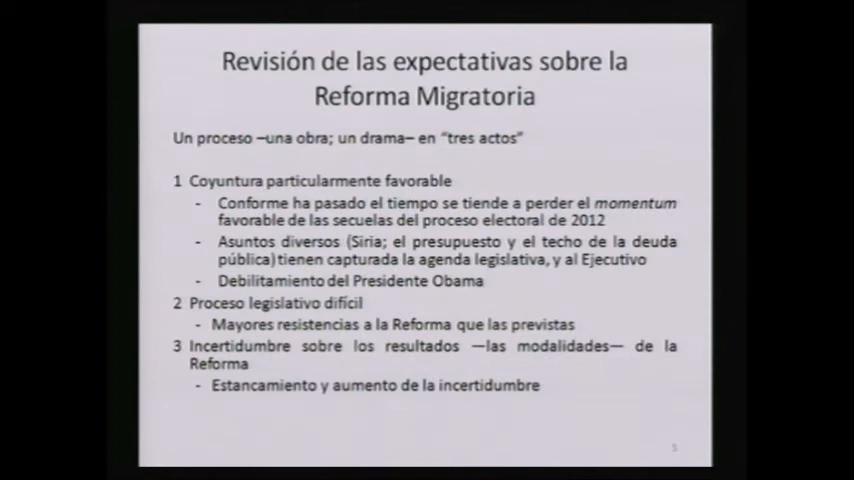 Revisión de las expectativas sobre la
Reforma Migratoria
Un proceso –una obra; un drama– en “tres actos”
1 Coyuntura particularmente favorable
- Conforme ha pasado el tiempo se tiende a perder el momentum
favorable de las secuelas del proceso electoral de 2012
- Asuntos diversos (Siria; el presupuesto y el techo de la deuda
pública) tienen capturada la agenda legislativa, y al Ejecutivo
- Debilitamiento del Presidente Obama
2 Proceso legislativo difícil
- Mayores resistencias a la Reforma que las previstas
3 Incertidumbre sobre los resultados —las modalidades— de la
Reforma
- Estancamiento y aumento de la incertidumbre
5